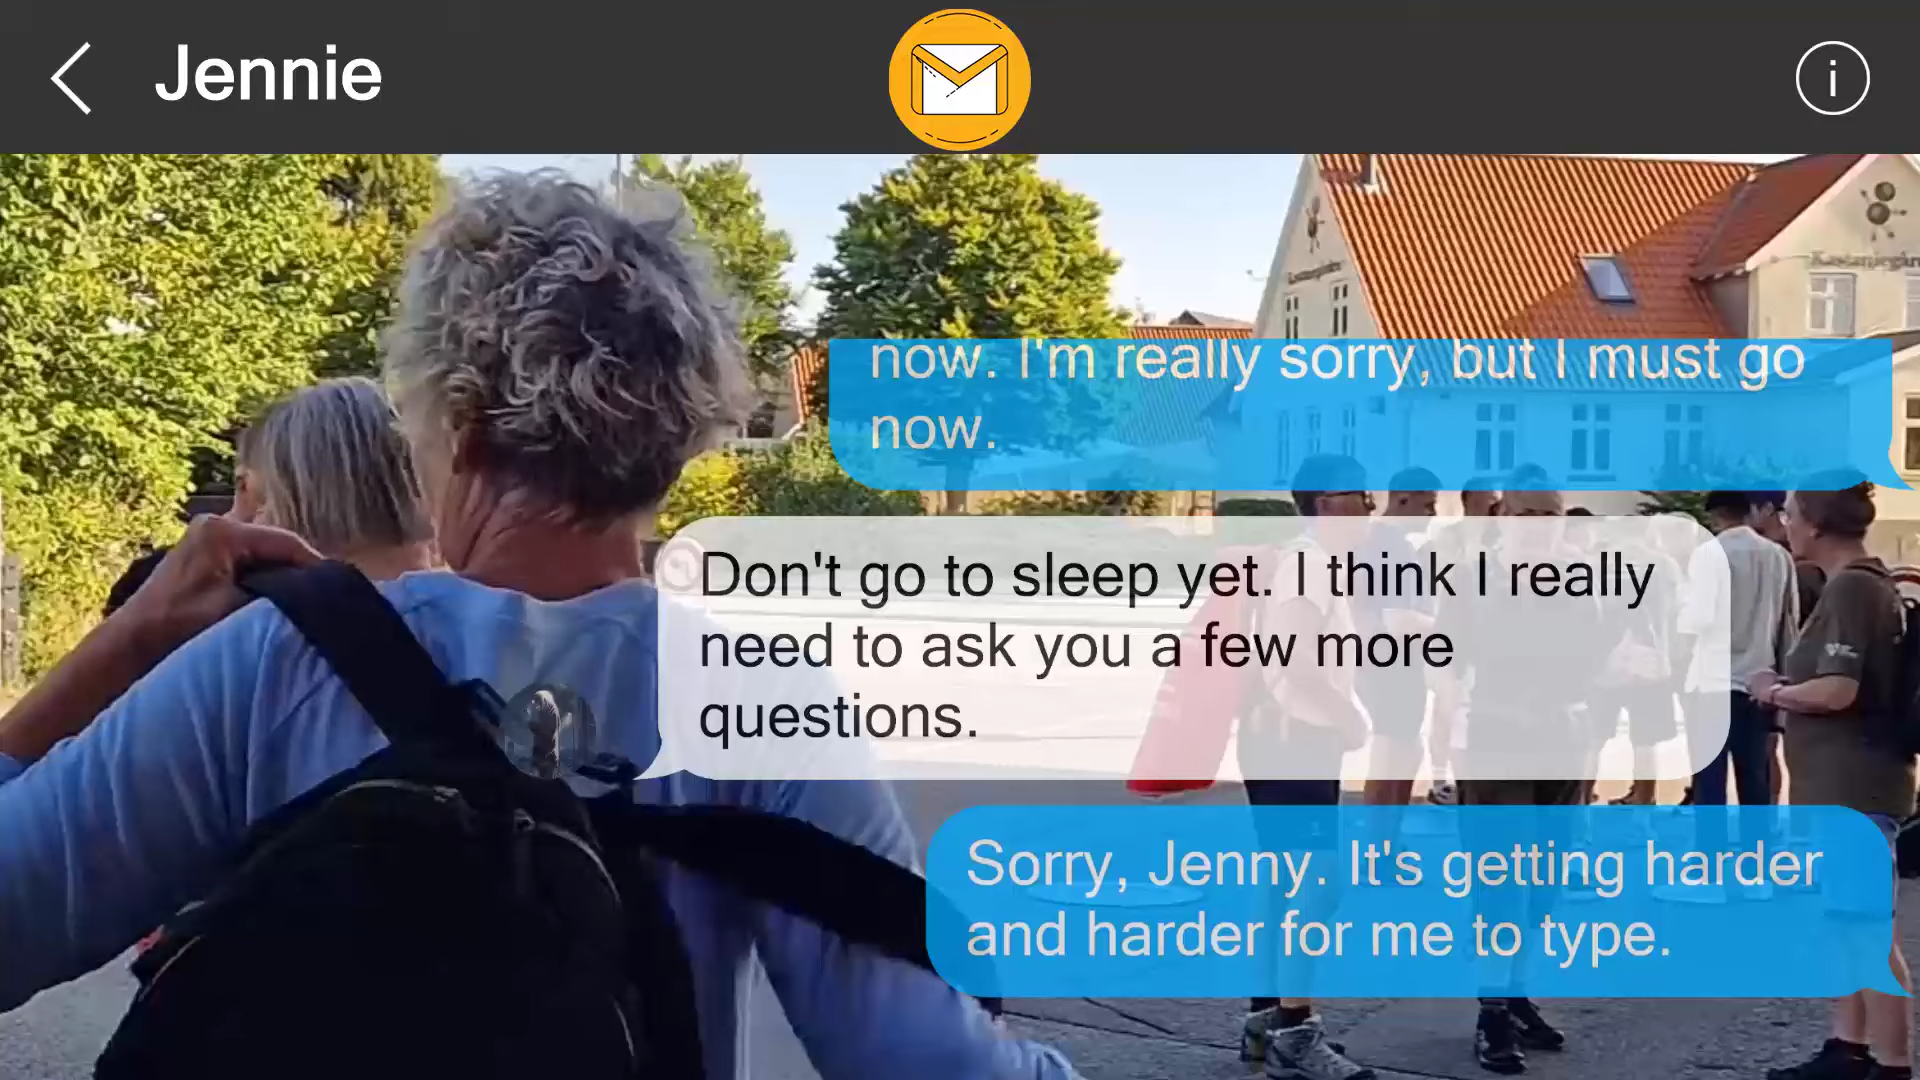 Jennie
i
now. I'm really sorry, but I must go
now.
Don't go to sleep yet. I think I really
need to ask you a few more
questions.
Sorry, Jenny. It's getting harder
and harder for me to type.